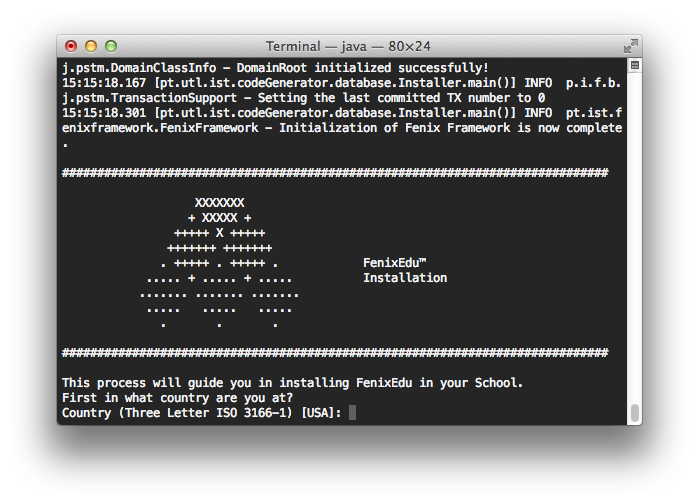 Terminal — java — 80×24
j.pstm.DomainClassInfo - DomainRoot initialized successfully!
15:15:18.167 [pt.utl.ist.codeGenerator.database.Installer.main()] INFO  p.i.f.b.
j.pstm.TransactionSupport - Setting the last committed TX number to 0
15:15:18.301 [pt.utl.ist.codeGenerator.database.Installer.main()] INFO  pt.ist.f
enixframework.FenixFramework - Initialization of Fenix Framework is now complete
.
##############################################################################
XXXXXXX
+ XXXXX +
+++++ X +++++
+++++++ +++++++
. +++++ . +++++ .            FenixEdu™
..... + ..... + .....          Installation
....... ....... .......
.....   .....   .....
.       .       .
##############################################################################
This process will guide you in installing FenixEdu in your School.
First in what country are you at?
Country (Three Letter ISO 3166-1) [USA]: